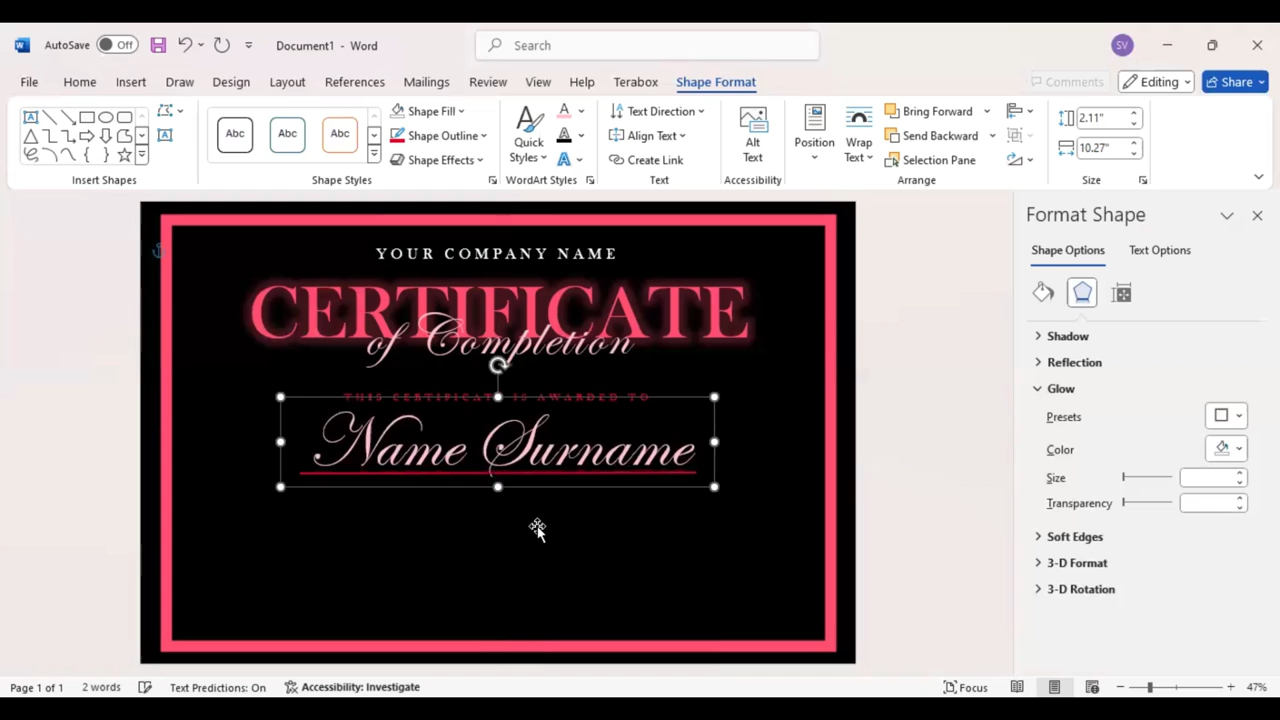 AutoSave Off Document1 - Word Search SV
File Home Insert Draw Design Layout References Mailings Review View Help Terabox Shape Format Comments Editing Share
Abc Abc Abc Shape Fill Shape Outline Shape Effects Quick Styles Text Direction Align Text Create Link Alt Text Position Wrap Text Bring Forward Send Backward Selection Pane 2.11" 10.27"
Insert Shapes Shape Styles WordArt Styles Text Accessibility Arrange Size
YOUR COMPANY NAME
CERTIFICATE
of Completion
THIS CERTIFICATE IS AWARDED TO
Name Surname
Format Shape
Shape Options Text Options
Shadow
Reflection
Glow
Presets
Color
Size
Transparency
Soft Edges
3-D Format
3-D Rotation
Page 1 of 1 2 words Text Predictions: On Accessibility: Investigate Focus 47%